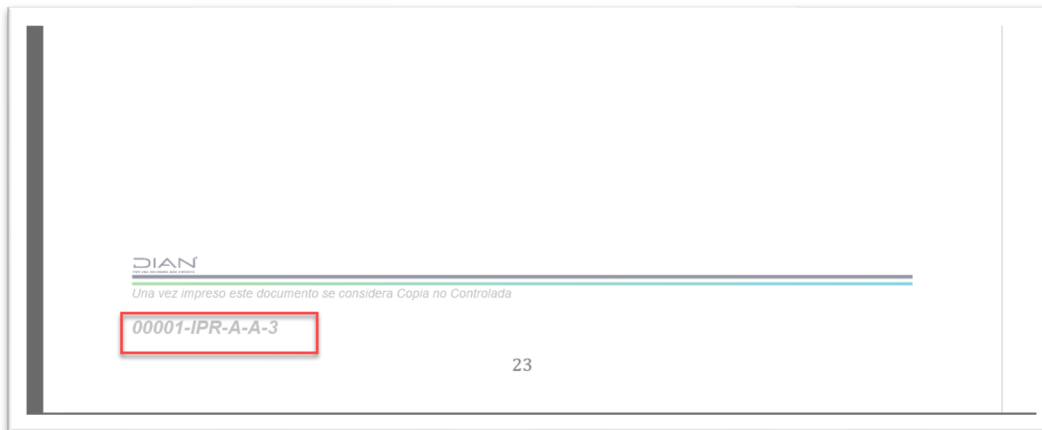 DIAN
Una vez impreso este documento se considera Copia no Controlada
00001-IPR-A-A-3
23